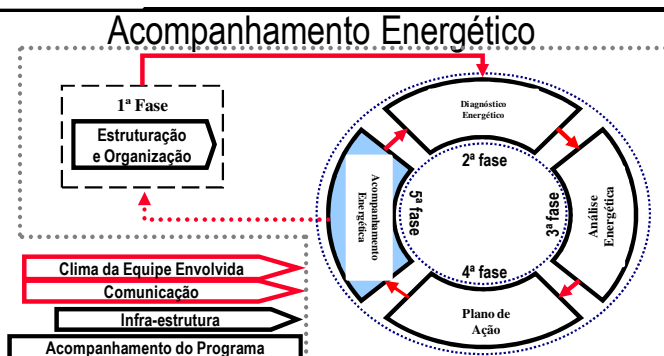 Acompanhamento Energético
1ª Fase
Estruturação
e Organização
Diagnóstico
Energético
2ª fase
Análise
Energética
3ª fase
4ª fase
Plano de
Ação
Acompanhamento
Energética
5ª fase
Clima da Equipe Envolvida
Comunicação
Infra-estrutura
Acompanhamento do Programa